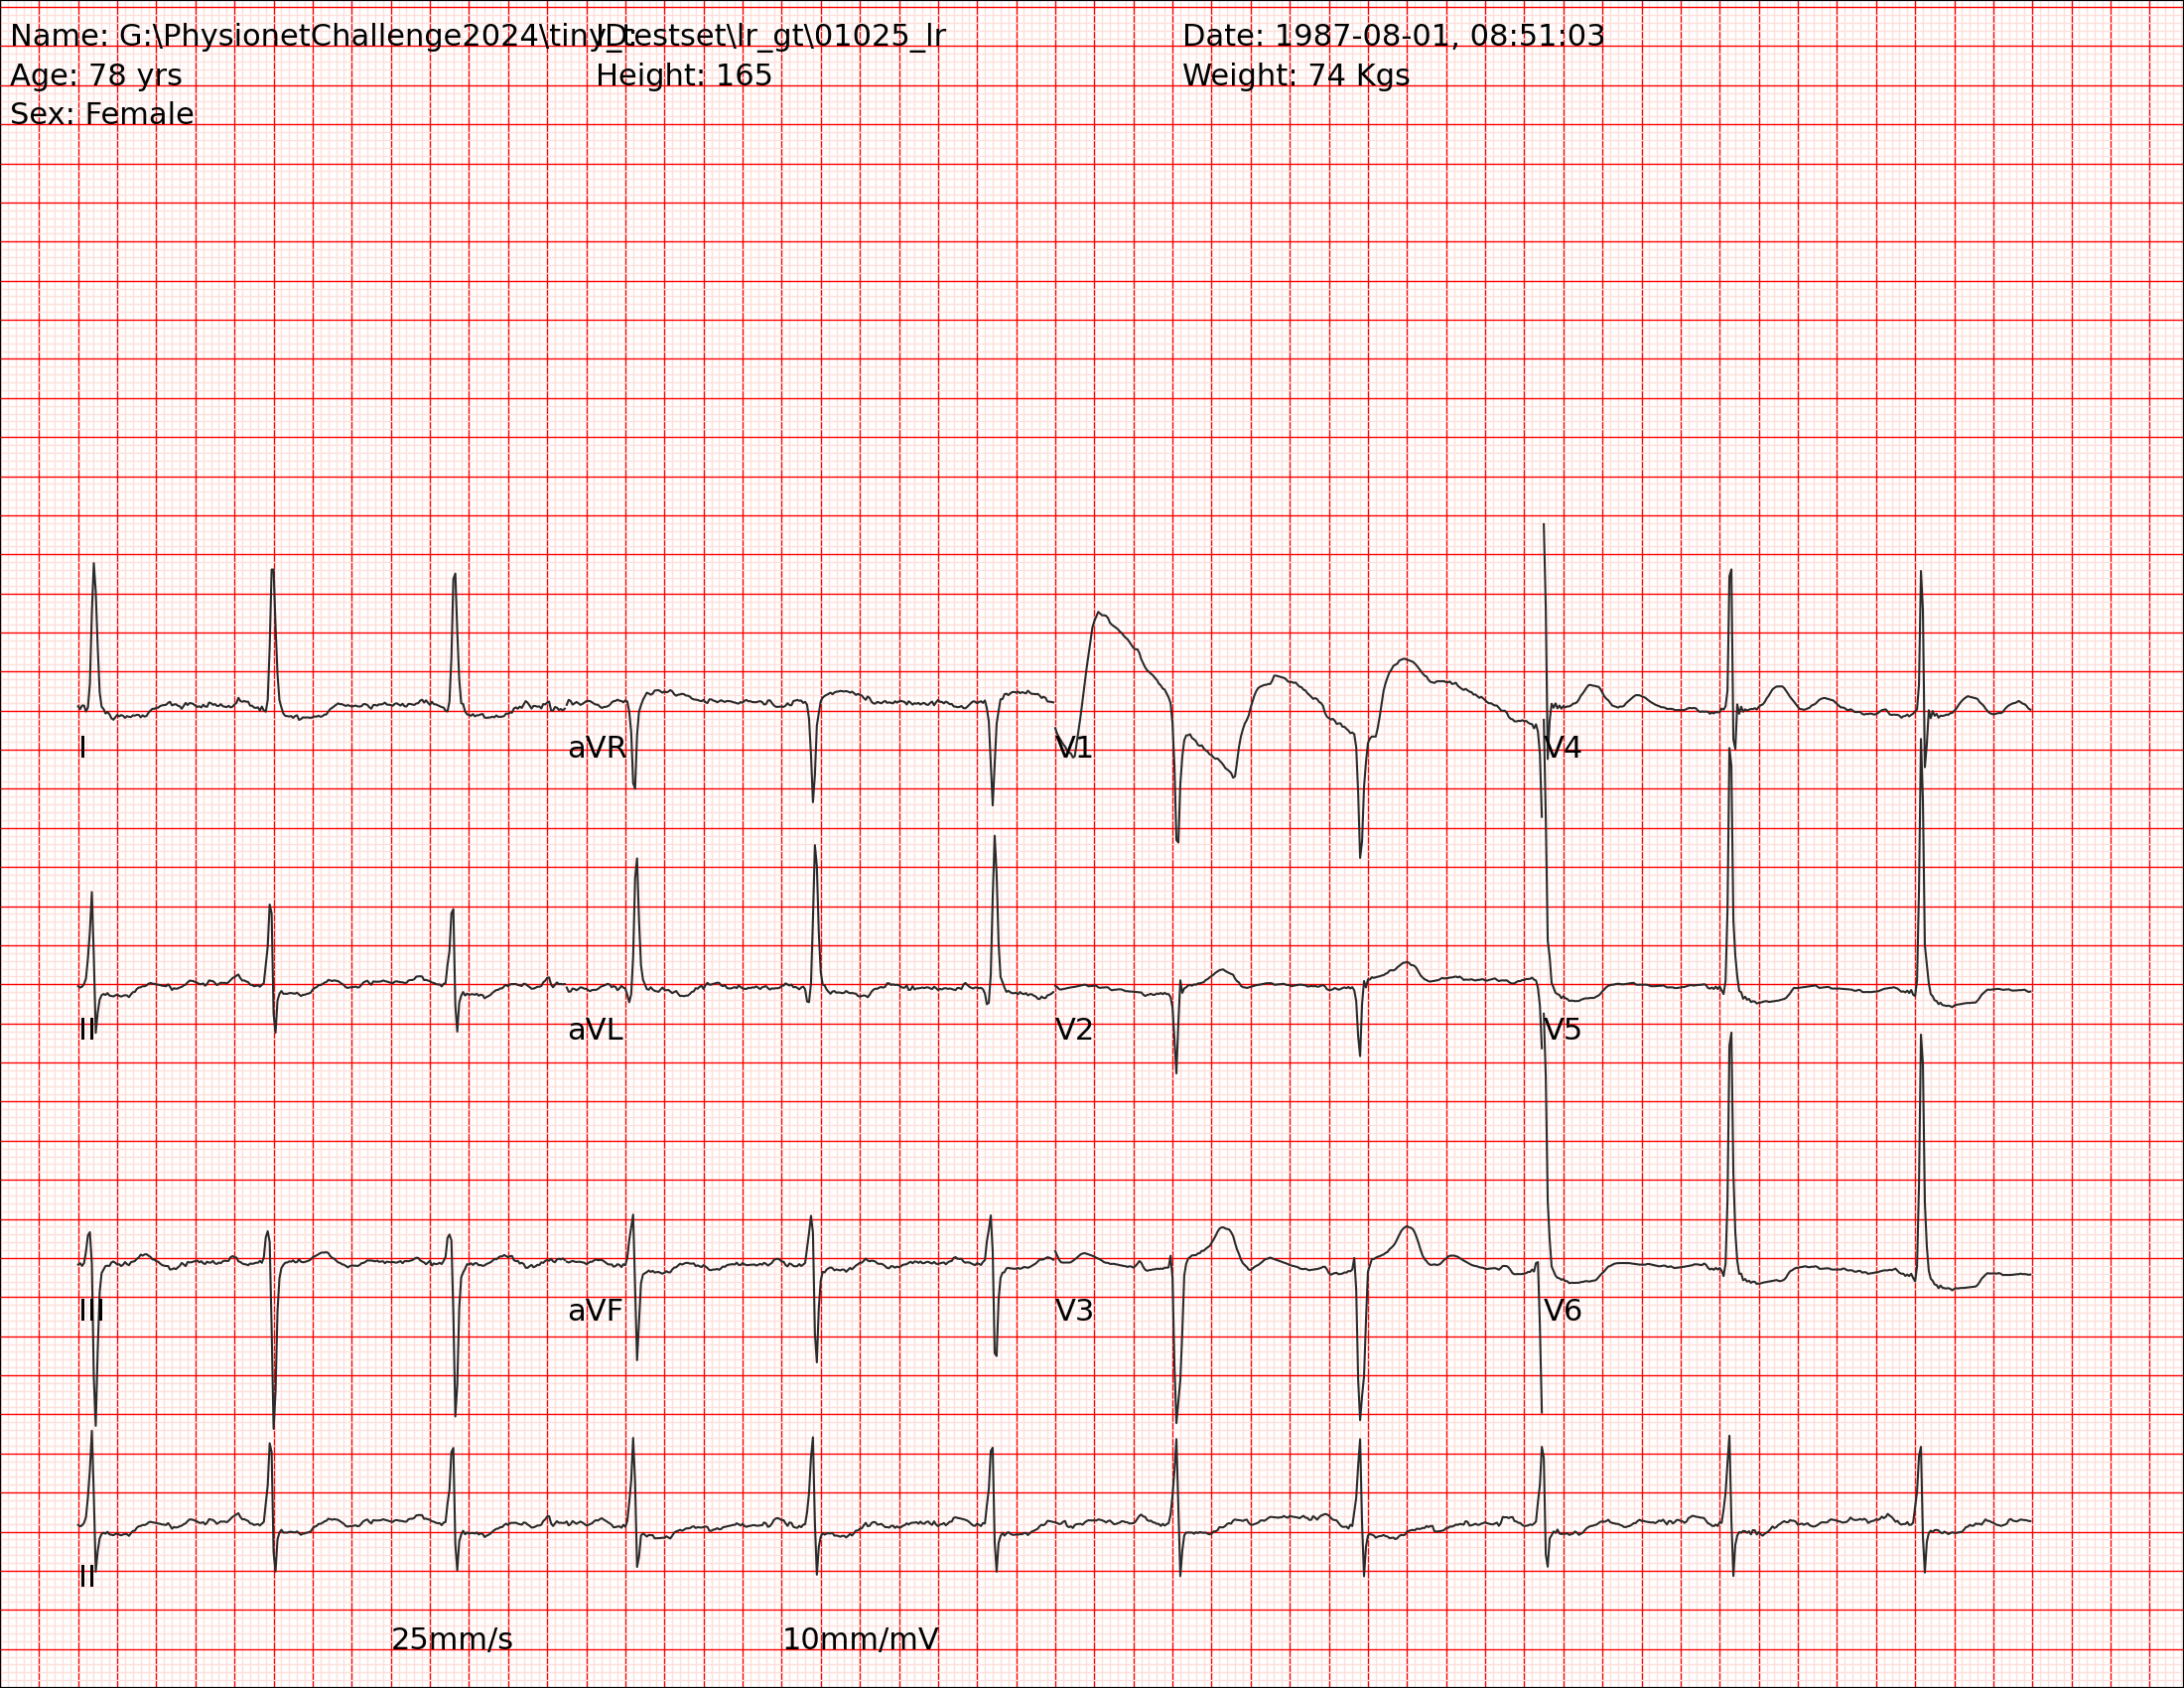 Name: G:\PhysionetChallenge2024\tiny_testset\lr_gt\01025_lr ID: Date: 1987-08-01, 08:51:03
Age: 78 yrs Height: 165 Weight: 74 Kgs
Sex: Female
I aVR V1 V4
II aVL V2 V5
III aVF V3 V6
II
25mm/s 10mm/mV